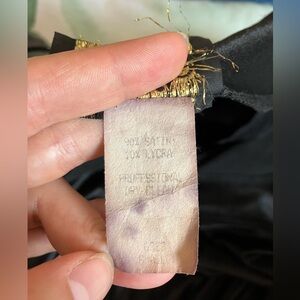 90% SATIN
10% LYCRA
PROFESSIONAL
DRY CLEAN